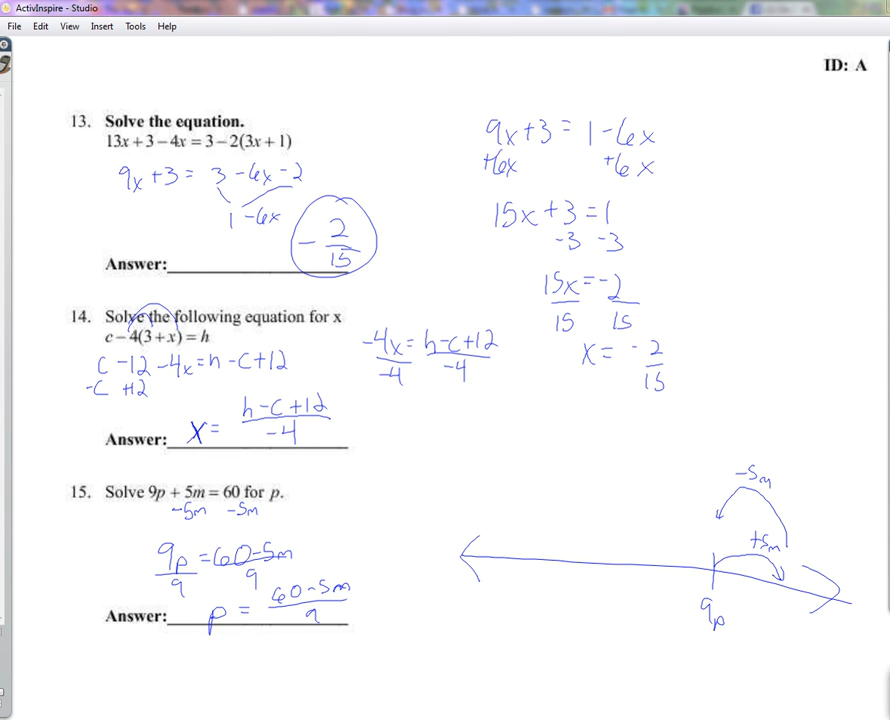 ActivInspire - Studio
File Edit View Insert Tools Help
ID: A
13. Solve the equation.
13x + 3 – 4x = 3 – 2(3x + 1)
9x + 3 = 3 - 6x - 2
1 - 6x
- 2/15
Answer:
9x + 3 = 1 - 6x
+6x +6x
15x + 3 = 1
-3 -3
15x = -2
15 15
x = -2/15
14. Solve the following equation for x
c – 4(3 + x) = h
c - 12 - 4x = h - c + 12
-c +12
-4x = h - c + 12
-4 -4
Answer: x = h - c + 12 / -4
15. Solve 9p + 5m = 60 for p.
-5m -5m
9p = 60 - 5m
9 9
Answer: p = 60 - 5m / 9
-5m
+5m
9p